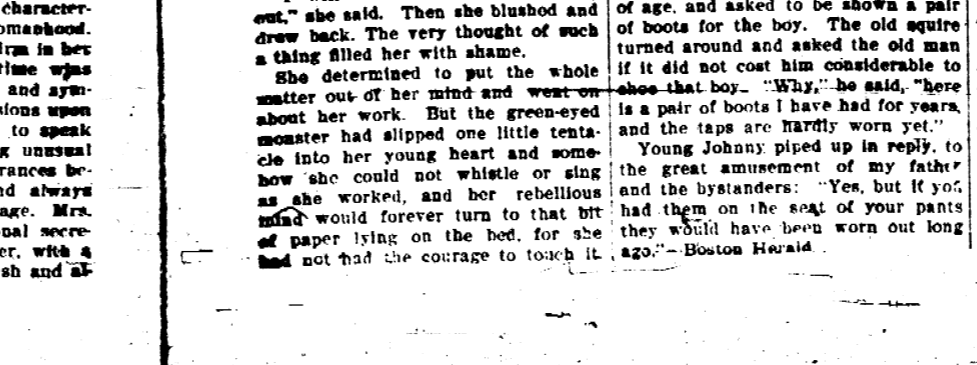 character-
omanhood.
time was
and sym-
sions upon
to speak
g unusual
rances be-
nd always
age. Mrs.
onal secre-
er, with a
sh and al-
out," she said. Then she blushed and
drew back. The very thought of such
a thing filled her with shame.
She determined to put the whole
matter out of her mind and went on
about her work. But the green-eyed
monster had slipped one little tenta-
cle into her young heart and some-
how she could not whistle or sing
as she worked, and her rebellious
mind would forever turn to that bit
of paper lying on the bed, for she
had not had the courage to touch it.
of age, and asked to be shown a pair
of boots for the boy. The old squire
turned around and asked the old man
if it did not cost him considerable to
shoe that boy. "Why," he said, "here
is a pair of boots I have had for years,
and the taps are hardly worn yet."
Young Johnny piped up in reply, to
the great amusement of my father
and the bystanders: "Yes, but if you
had them on the seat of your pants
they would have been worn out long
ago."—Boston Herald.